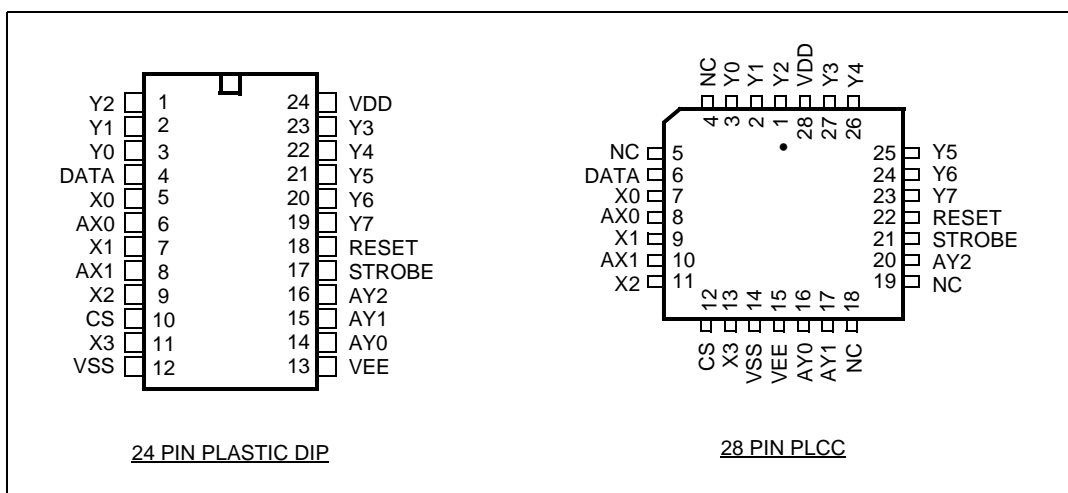 Y2 1 24 VDD
Y1 2 23 Y3
Y0 3 22 Y4
DATA 4 21 Y5
X0 5 20 Y6
AX0 6 19 Y7
X1 7 18 RESET
AX1 8 17 STROBE
X2 9 16 AY2
CS 10 15 AY1
X3 11 14 AY0
VSS 12 13 VEE
24 PIN PLASTIC DIP
NC Y0 Y1 Y2 VDD Y3 Y4
4 3 2 1 28 27 26
NC 5 25 Y5
DATA 6 24 Y6
X0 7 23 Y7
AX0 8 22 RESET
X1 9 21 STROBE
AX1 10 20 AY2
X2 11 19 NC
12 13 14 15 16 17 18
CS X3 VSS VEE AY0 AY1 NC
28 PIN PLCC